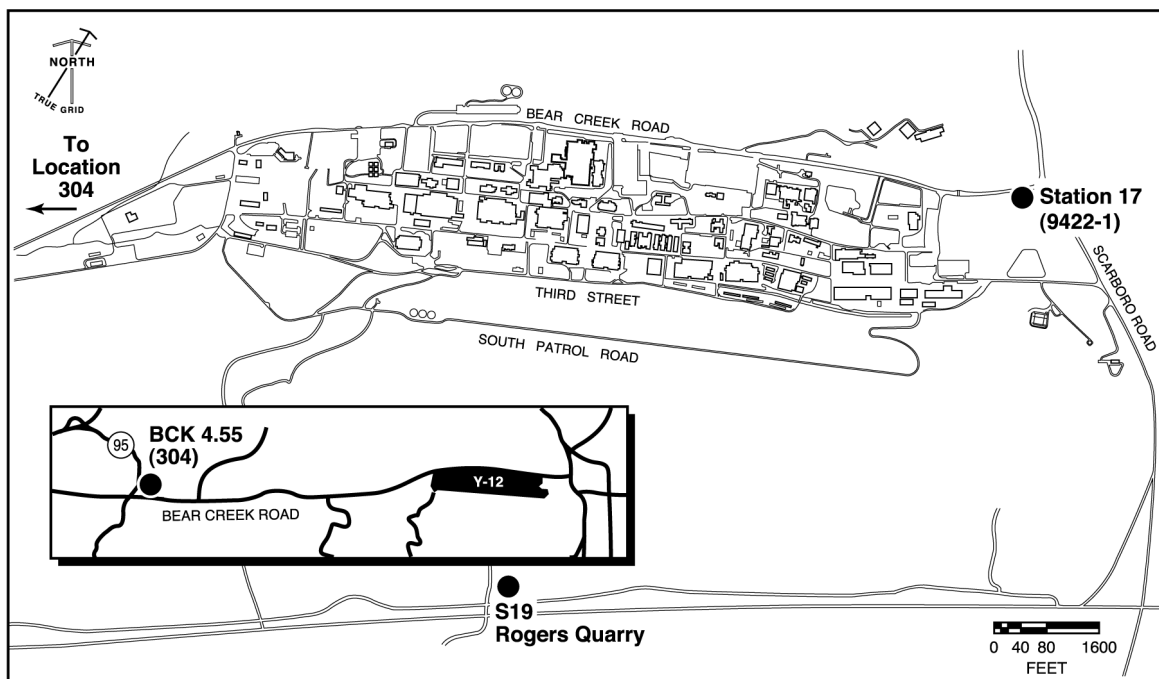 NORTH
TRUE GRID
BEAR CREEK ROAD
To
Location
304
Station 17
(9422-1)
SCARBORO ROAD
THIRD STREET
SOUTH PATROL ROAD
BCK 4.55
(304)
95
Y-12
BEAR CREEK ROAD
S19
Rogers Quarry
0 40 80 1600
FEET